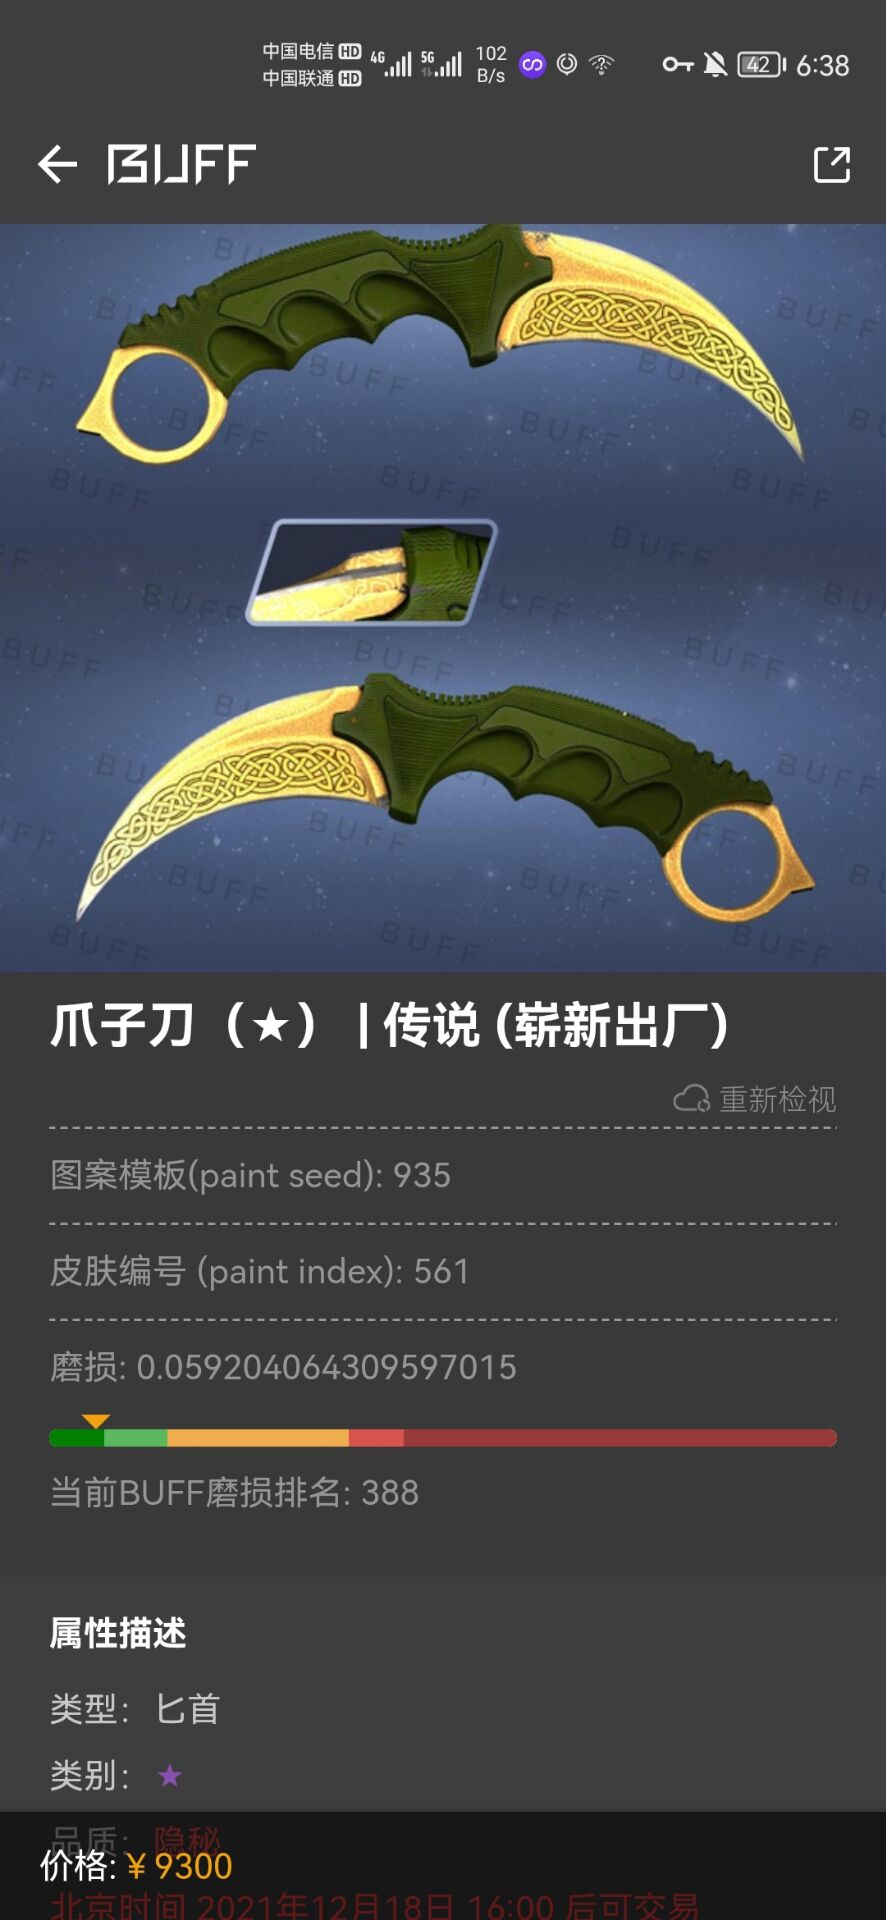 中国电信 HD
中国联通 HD
4G
5G
102
B/s
42
6:38
BUFF
爪子刀（★） | 传说 (崭新出厂)
重新检视
图案模板(paint seed): 935
皮肤编号 (paint index): 561
磨损: 0.059204064309597015
当前BUFF磨损排名: 388
属性描述
类型： 匕首
类别： ★
品质： 隐秘
价格: ¥ 9300
北京时间 2021年12月18日 16:00 后可交易